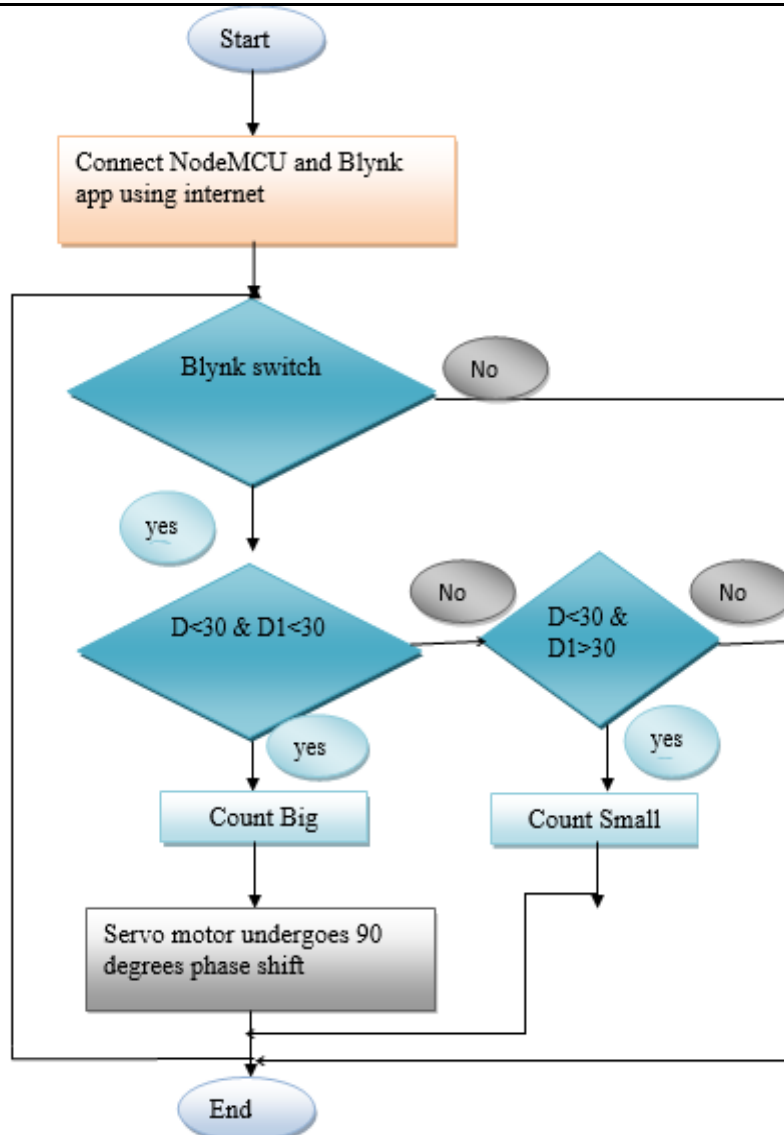 Start
Connect NodeMCU and Blynk
app using internet
Blynk switch
No
yes
D<30 & D1<30
No
D<30 &
D1>30
No
yes
yes
Count Big
Count Small
Servo motor undergoes 90
degrees phase shift
End